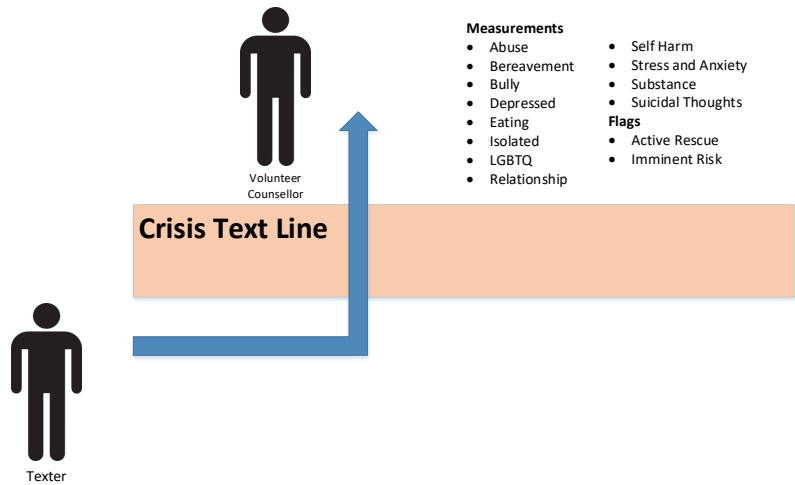 Measurements
• Abuse
• Bereavement
• Bully
• Depressed
• Eating
• Isolated
• LGBTQ
• Relationship
• Self Harm
• Stress and Anxiety
• Substance
• Suicidal Thoughts
Flags
• Active Rescue
• Imminent Risk
Volunteer
Counsellor
Crisis Text Line
Texter